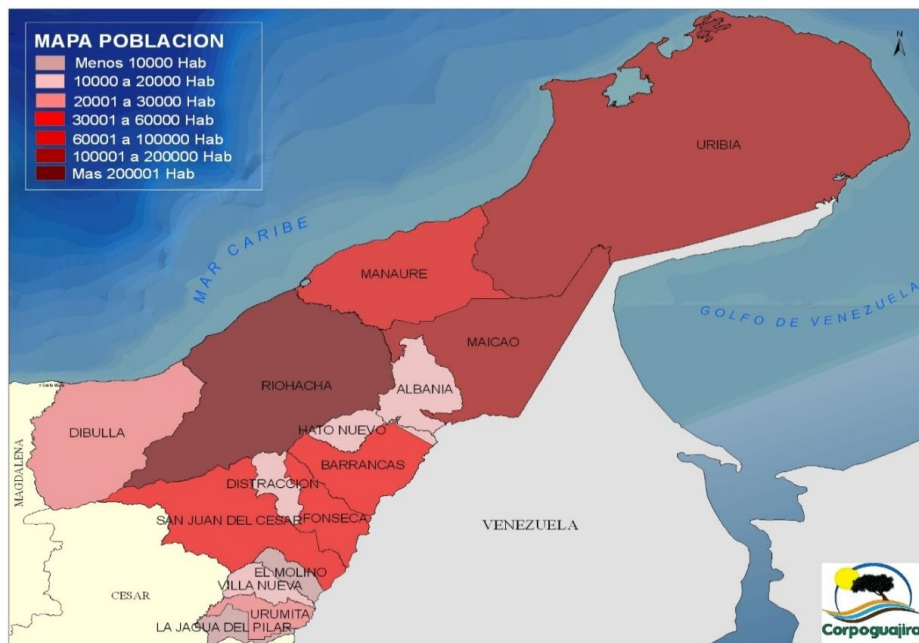 MAPA POBLACION
Menos 10000 Hab
10000 a 20000 Hab
20001 a 30000 Hab
30001 a 60000 Hab
60001 a 100000 Hab
100001 a 200000 Hab
Mas 200001 Hab
N
URIBIA
MAR CARIBE
MANAURE
GOLFO DE VENEZUELA
MAICAO
RIOHACHA
ALBANIA
DIBULLA
HATO NUEVO
MAGDALENA
BARRANCAS
DISTRACCION
SAN JUAN DEL CESAR
FONSECA
VENEZUELA
EL MOLINO
VILLA NUEVA
CESAR
URUMITA
LA JAGUA DEL PILAR
Corpoguajira